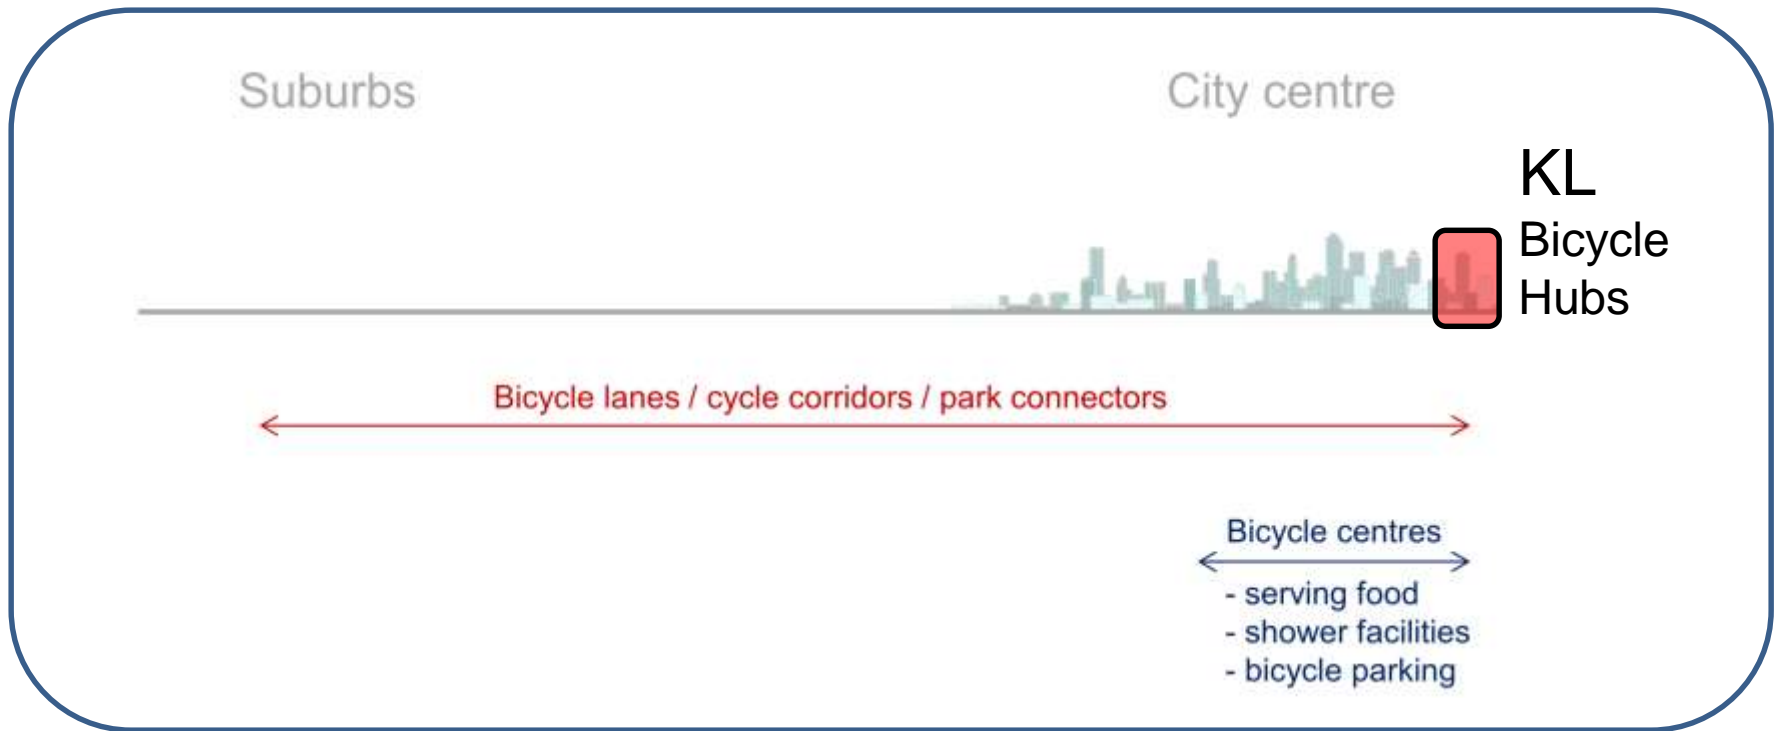 Suburbs
City centre
KL
Bicycle
Hubs
Bicycle lanes / cycle corridors / park connectors
Bicycle centres
- serving food
- shower facilities
- bicycle parking